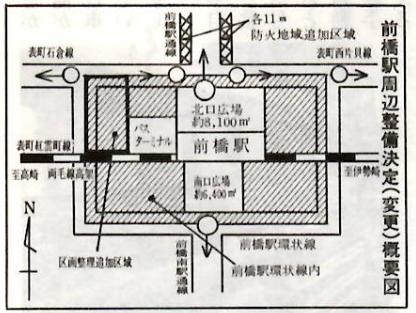 前橋駅周辺整備決定(変更)概要図
各11m
防火地域追加区域
前橋駅通線
表町石倉線
表町西片貝線
北口広場
約8,100㎡
バス
ターミナル
前橋駅
表町紅雲町線
至高崎
両毛線高架
至伊勢崎
南口広場
約6,400㎡
N
区画整理追加区域
前橋南駅通線
前橋駅環状線
前橋駅環状線内